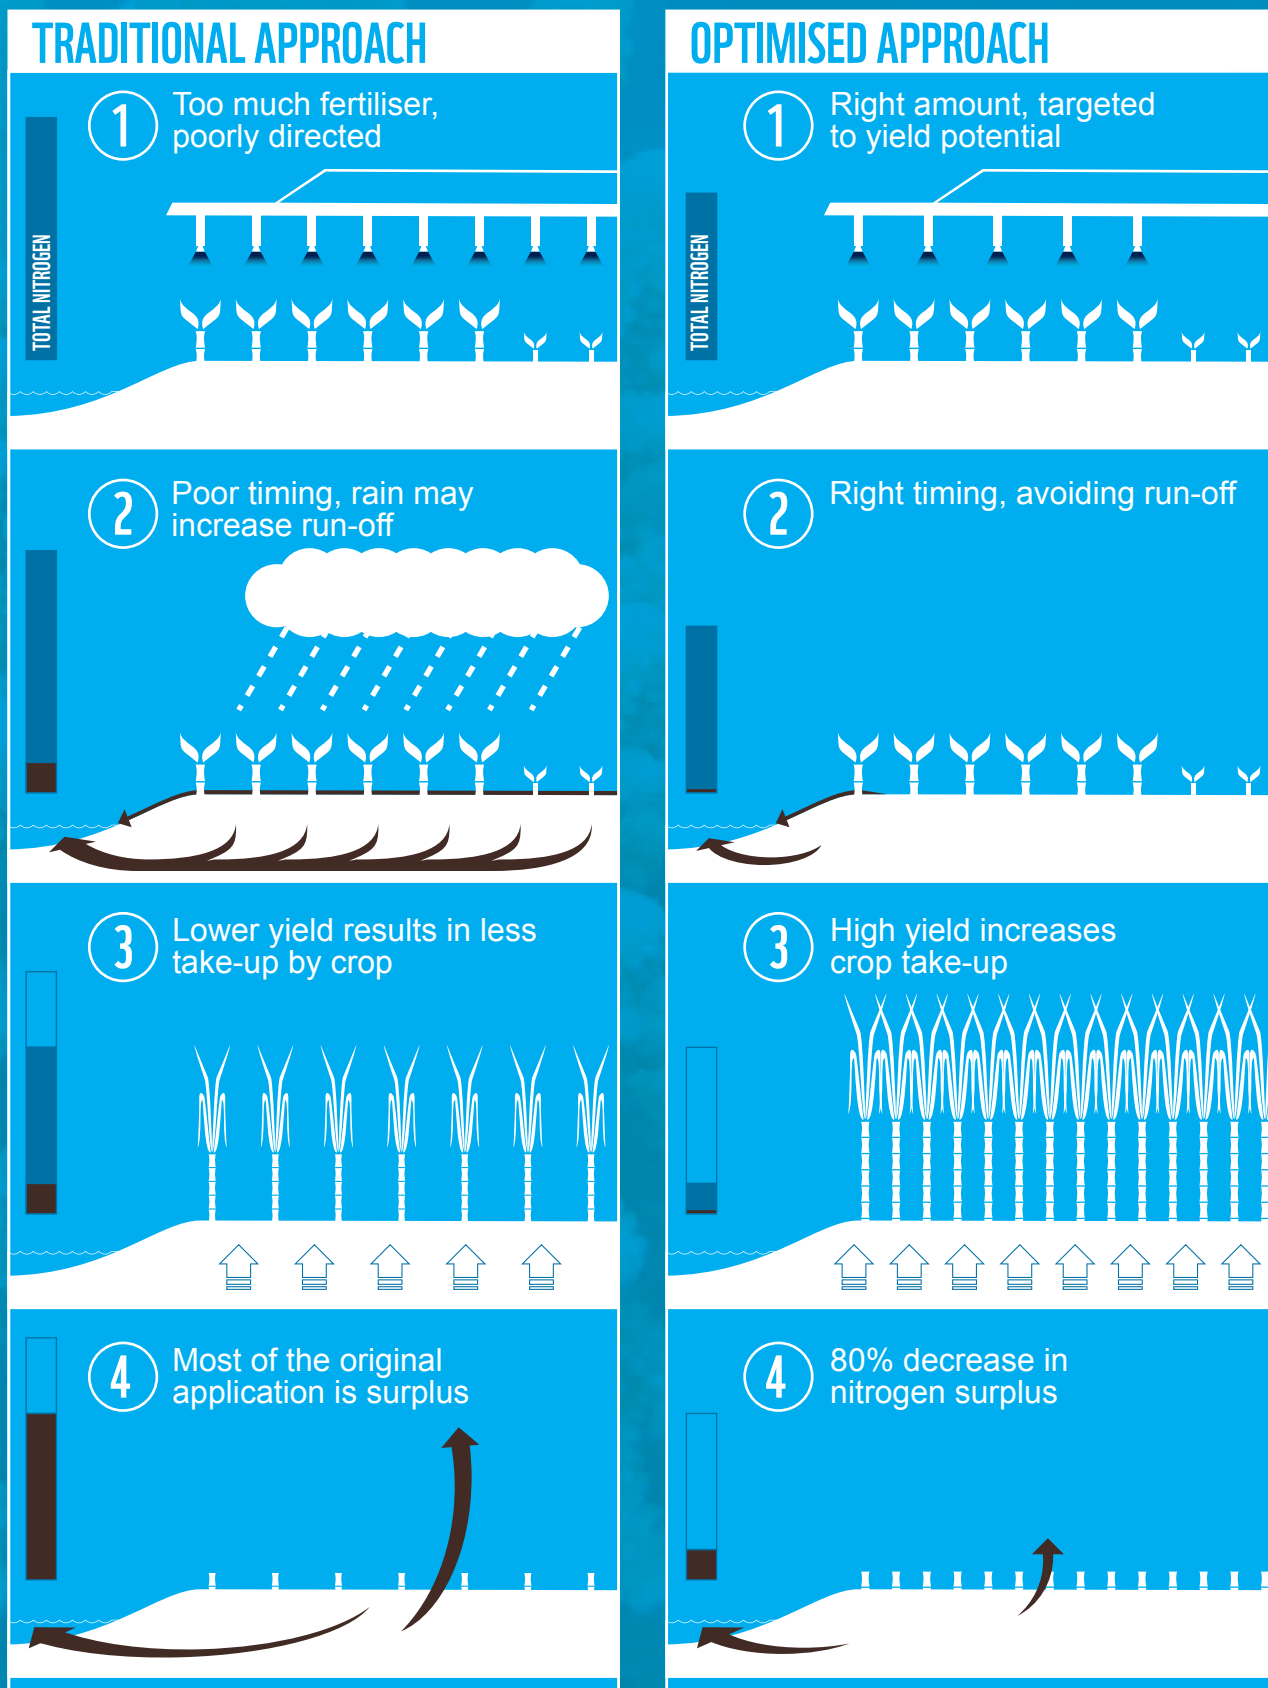 TRADITIONAL APPROACH
1
Too much fertiliser,
poorly directed
TOTAL NITROGEN
2
Poor timing, rain may
increase run-off
3
Lower yield results in less
take-up by crop
4
Most of the original
application is surplus
OPTIMISED APPROACH
1
Right amount, targeted
to yield potential
TOTAL NITROGEN
2
Right timing, avoiding run-off
3
High yield increases
crop take-up
4
80% decrease in
nitrogen surplus